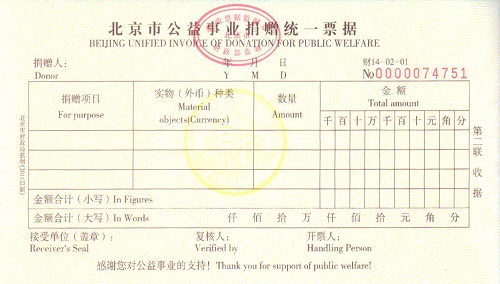 北京市公益事业捐赠统一票据
BEIJING UNIFIED INVOICE OF DONATION FOR PUBLIC WELFARE
捐赠人： 年 月 日 财14-02-01
Donor Y M D No0000074751
捐赠项目 实物（外币）种类 数量 金额
For purpose Material objects(Currency) Amount Total amount
千 百 十 万 千 百 十 元 角 分
金额合计（小写）In Figures
金额合计（大写）In Words 仟 佰 拾 万 仟 佰 拾 元 角 分
接受单位（盖章）： 复核人： 开票人：
Receiver's Seal Verified by Handling Person
感谢您对公益事业的支持！Thank you for support of public welfare!
第二联 收据